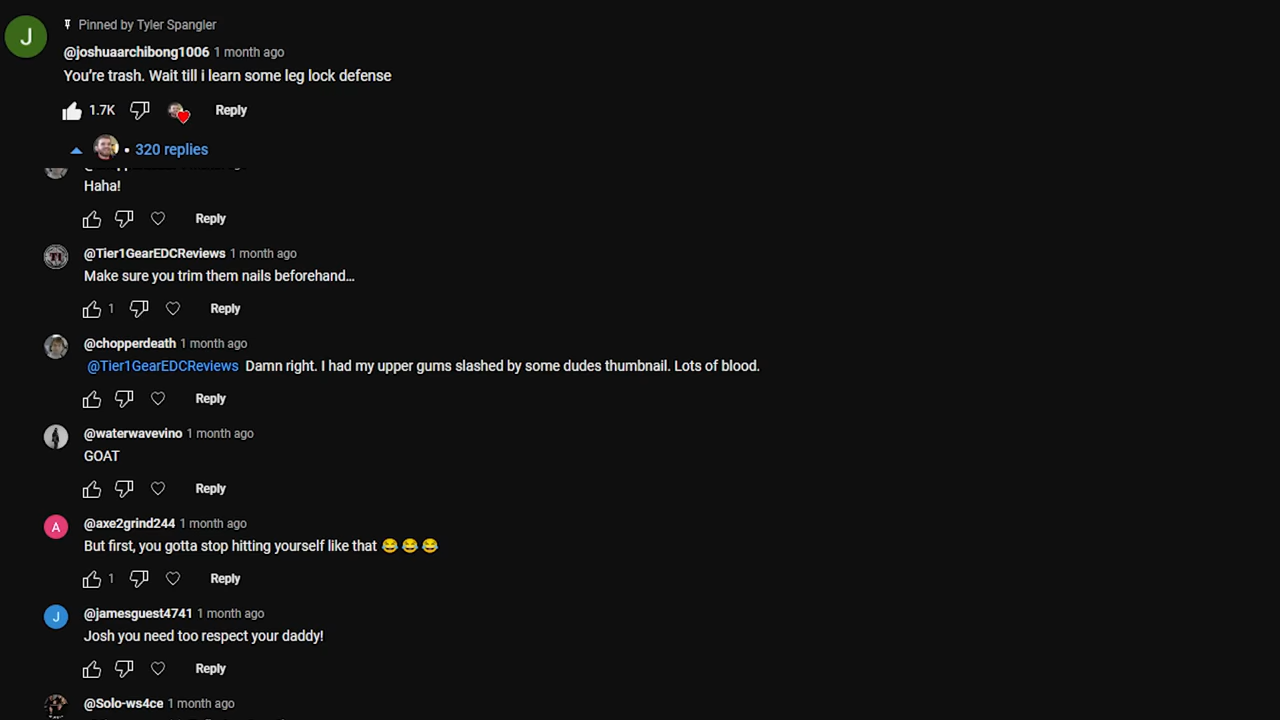 J
Pinned by Tyler Spangler
@joshuaarchibong1006 1 month ago
You're trash. Wait till i learn some leg lock defense
1.7K Reply
320 replies
Haha!
Reply
@Tier1GearEDCReviews 1 month ago
Make sure you trim them nails beforehand...
1 Reply
@chopperdeath 1 month ago
@Tier1GearEDCReviews Damn right. I had my upper gums slashed by some dudes thumbnail. Lots of blood.
Reply
@waterwavevino 1 month ago
GOAT
Reply
A
@axe2grind244 1 month ago
But first, you gotta stop hitting yourself like that 😂 😂 😂
1 Reply
J
@jamesguest4741 1 month ago
Josh you need too respect your daddy!
Reply
@Solo-ws4ce 1 month ago